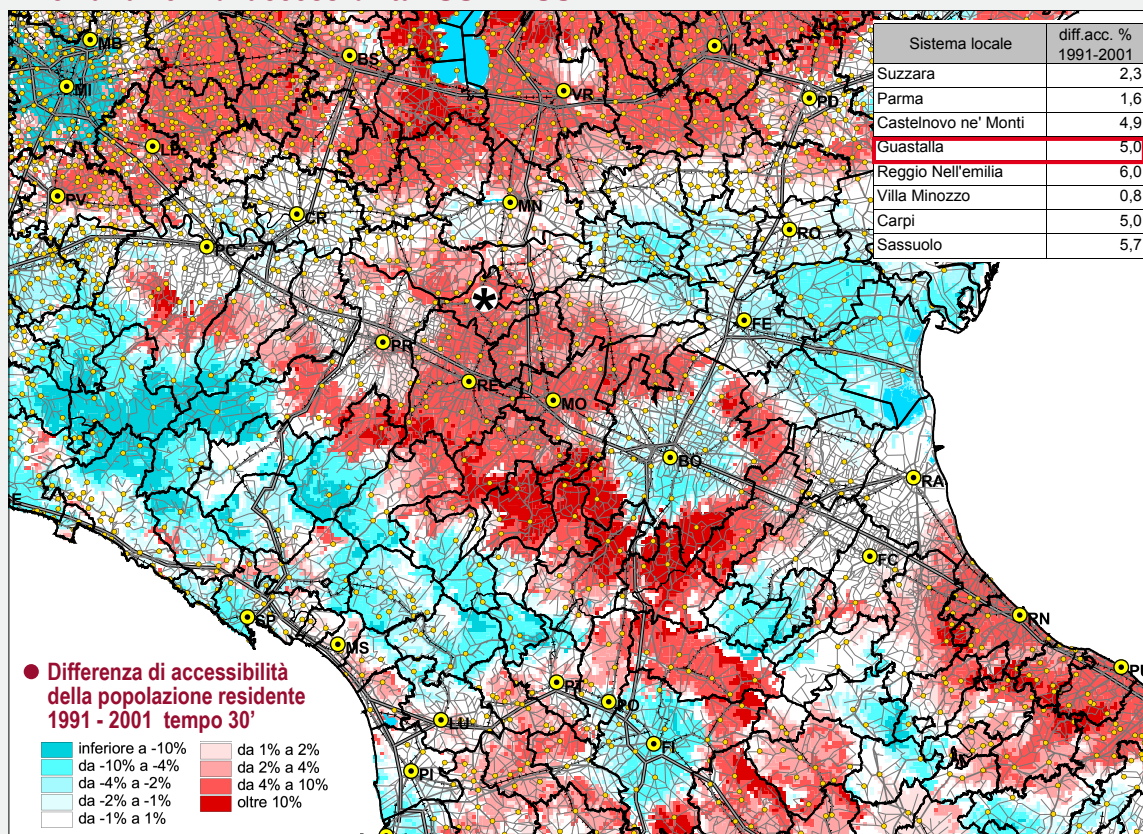 Sistema locale
diff.acc. %
1991-2001
Suzzara 2,3
Parma 1,6
Castelnovo ne' Monti 4,9
Guastalla 5,0
Reggio Nell'emilia 6,0
Villa Minozzo 0,8
Carpi 5,0
Sassuolo 5,7
MB
MI
BS
VI
VR
PD
LD
PV
CR
MN
RO
PC
FE
PR
RE
MO
BO
RA
FC
SP
MS
PN
PT
PO
LU
FI
PI
● Differenza di accessibilità
della popolazione residente
1991 - 2001 tempo 30'
inferiore a -10%
da -10% a -4%
da -4% a -2%
da -2% a -1%
da -1% a 1%
da 1% a 2%
da 2% a 4%
da 4% a 10%
oltre 10%